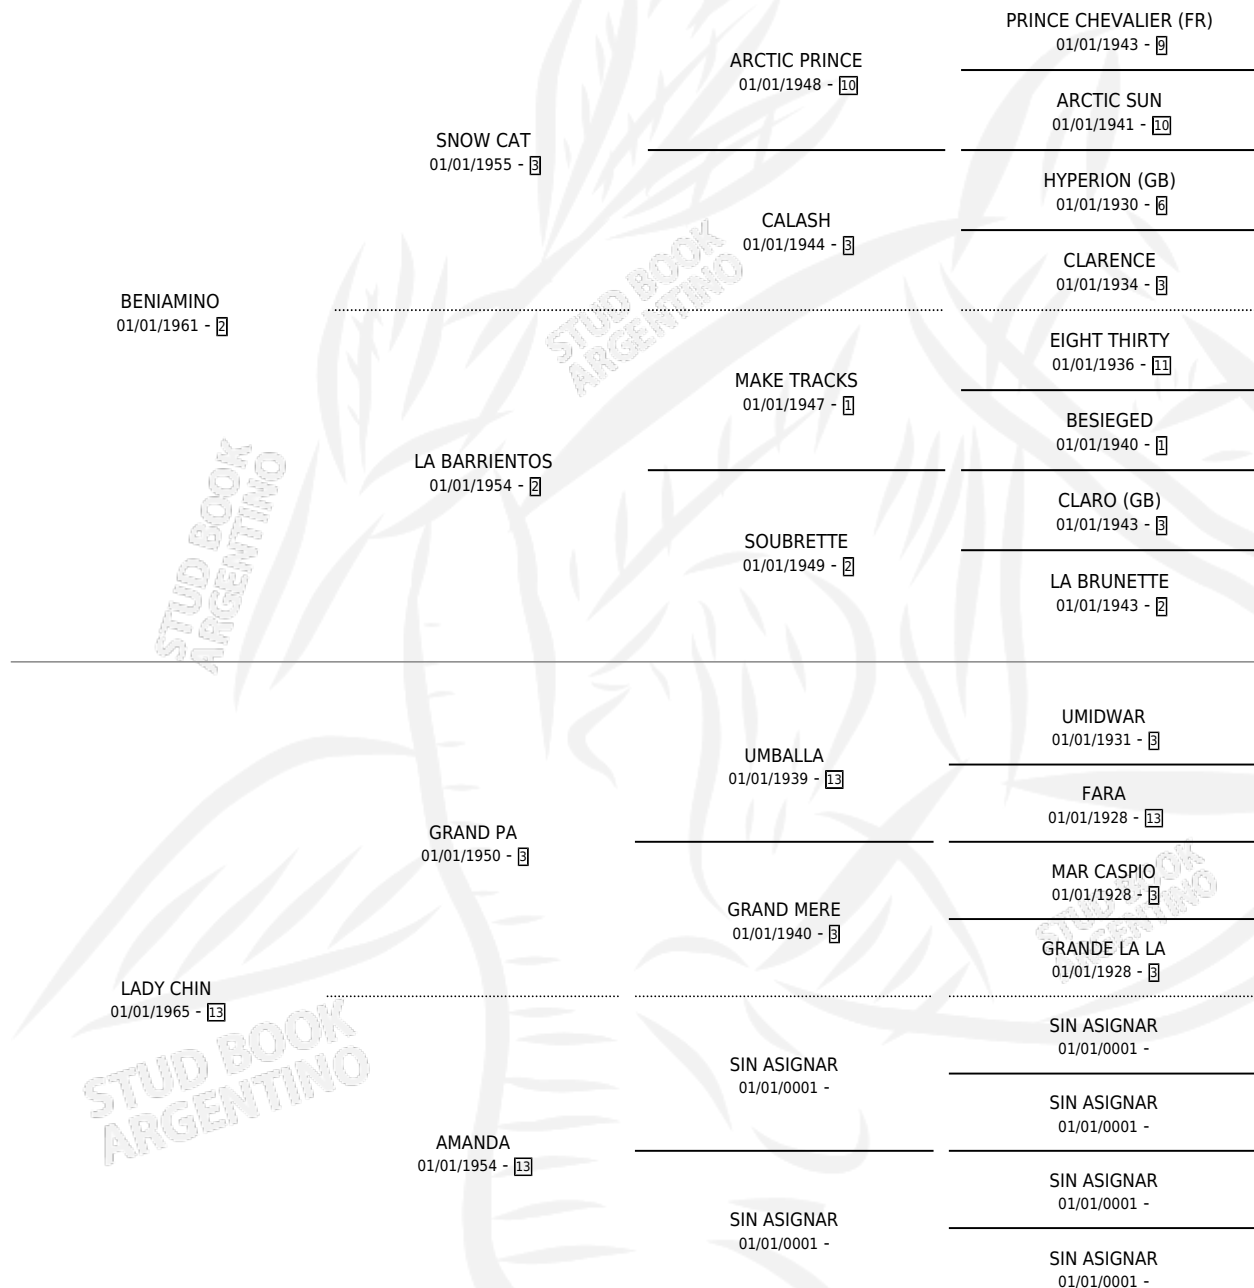 PRINCE CHEVALIER (FR)
01/01/1943 - 9
ARCTIC PRINCE
01/01/1948 - 10
ARCTIC SUN
01/01/1941 - 10
SNOW CAT
01/01/1955 - 3
HYPERION (GB)
01/01/1930 - 6
CALASH
01/01/1944 - 3
CLARENCE
01/01/1934 - 3
BENIAMINO
01/01/1961 - 2
EIGHT THIRTY
01/01/1936 - 11
MAKE TRACKS
01/01/1947 - 1
BESIEGED
01/01/1940 - 1
LA BARRIENTOS
01/01/1954 - 2
CLARO (GB)
01/01/1943 - 3
SOUBRETTE
01/01/1949 - 2
LA BRUNETTE
01/01/1943 - 2
UMIDWAR
01/01/1931 - 3
UMBALLA
01/01/1939 - 13
FARA
01/01/1928 - 13
GRAND PA
01/01/1950 - 3
MAR CASPIO
01/01/1928 - 3
GRAND MERE
01/01/1940 - 3
GRANDE LA LA
01/01/1928 - 3
LADY CHIN
01/01/1965 - 13
SIN ASIGNAR
01/01/0001 -
SIN ASIGNAR
01/01/0001 -
SIN ASIGNAR
01/01/0001 -
AMANDA
01/01/1954 - 13
SIN ASIGNAR
01/01/0001 -
SIN ASIGNAR
01/01/0001 -
SIN ASIGNAR
01/01/0001 -
STUD BOOK
ARGENTINO
STUD BOOK
ARGENTINO
STUD BOOK
ARGENTINO
STUD BOOK
ARGENTINO